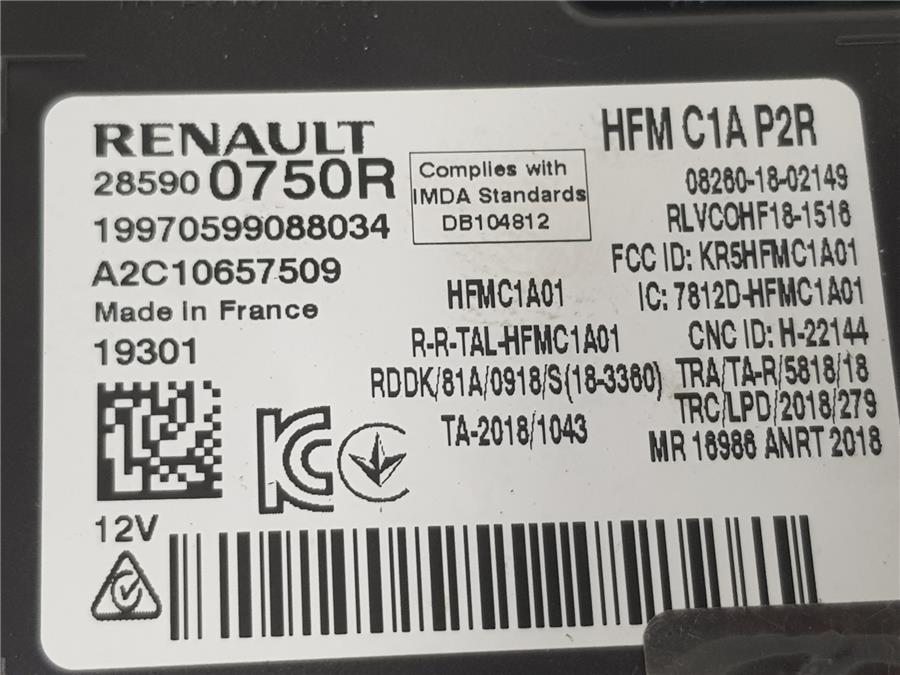 RENAULT
28590 0750R
19970599088034
A2C10657509
Made in France
19301
12V
Complies with
IMDA Standards
DB104812
HFMC1A01
R-R-TAL-HFMC1A01
RDDK/81A/0918/S(18-3360)
TA-2018/1043
HFM C1A P2R
08260-18-02149
RLVCOHF18-1516
FCC ID: KR5HFMC1A01
IC: 7812D-HFMC1A01
CNC ID: H-22144
TRA/TA-R/5818/18
TRC/LPD/2018/279
MR 16986 ANRT 2018